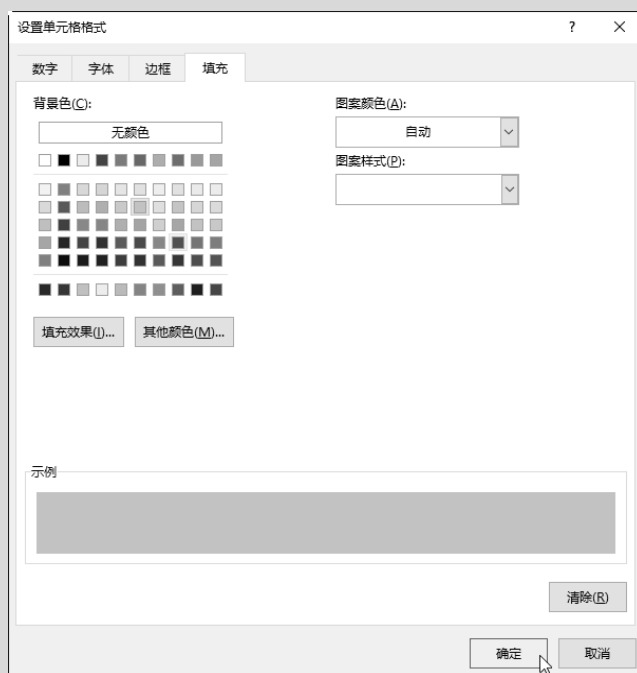 设置单元格格式
数字 字体 边框 填充
背景色(C):
无颜色
填充效果(I)... 其他颜色(M)...
图案颜色(A):
自动
图案样式(P):
示例
清除(R)
确定 取消